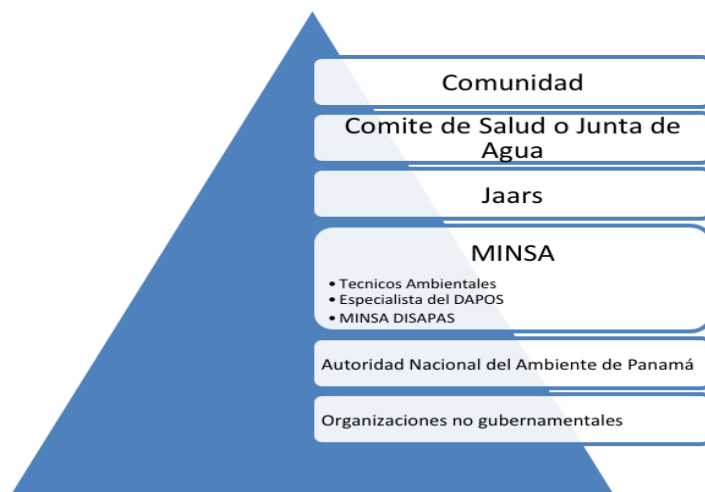 Comunidad
Comite de Salud o Junta de
Agua
Jaars
MINSA
• Tecnicos Ambientales
• Especialista del DAPOS
• MINSA DISAPAS
Autoridad Nacional del Ambiente de Panamá
Organizaciones no gubernamentales